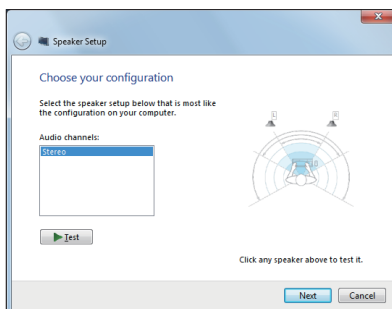 Speaker Setup
Choose your configuration
Select the speaker setup below that is most like
the configuration on your computer.
Audio channels:
Stereo
L
R
Test
Click any speaker above to test it.
Next
Cancel